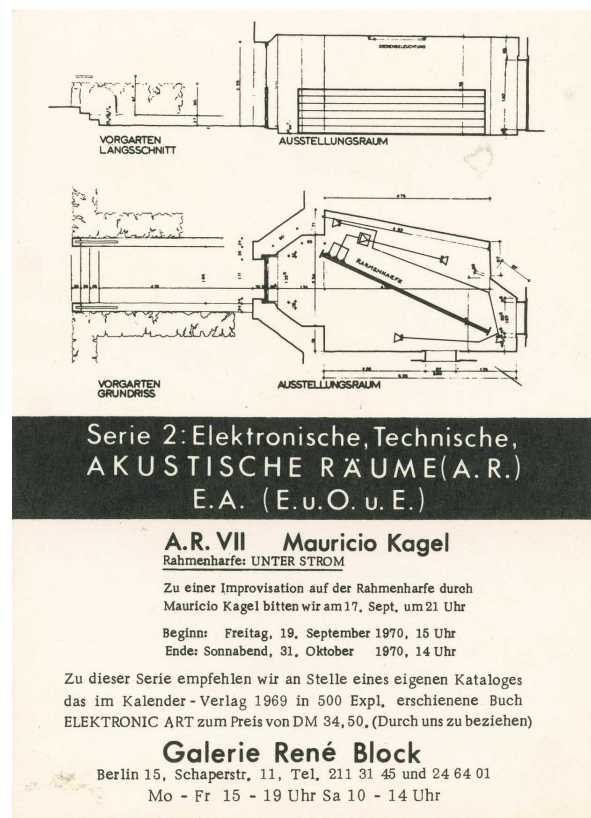 DECKENBELEUCHTUNG
VORGARTEN
LANGSSCHNITT
AUSSTELLUNGSRAUM
4.75
RAHMENHARFE
VORGARTEN
GRUNDRISS
AUSSTELLUNGSRAUM
Serie 2: Elektronische, Technische,
AKUSTISCHE RÄUME (A.R.)
E.A. (E.u.O.u.E.)
A.R. VII Mauricio Kagel
Rahmenharfe: UNTER STROM
Zu einer Improvisation auf der Rahmenharfe durch
Mauricio Kagel bitten wir am 17. Sept. um 21 Uhr
Beginn: Freitag, 19. September 1970, 15 Uhr
Ende: Sonnabend, 31. Oktober 1970, 14 Uhr
Zu dieser Serie empfehlen wir an Stelle eines eigenen Kataloges
das im Kalender - Verlag 1969 in 500 Expl. erschienene Buch
ELEKTRONIC ART zum Preis von DM 34,50. (Durch uns zu beziehen)
Galerie René Block
Berlin 15, Schaperstr. 11, Tel. 211 31 45 und 24 64 01
Mo - Fr 15 - 19 Uhr Sa 10 - 14 Uhr